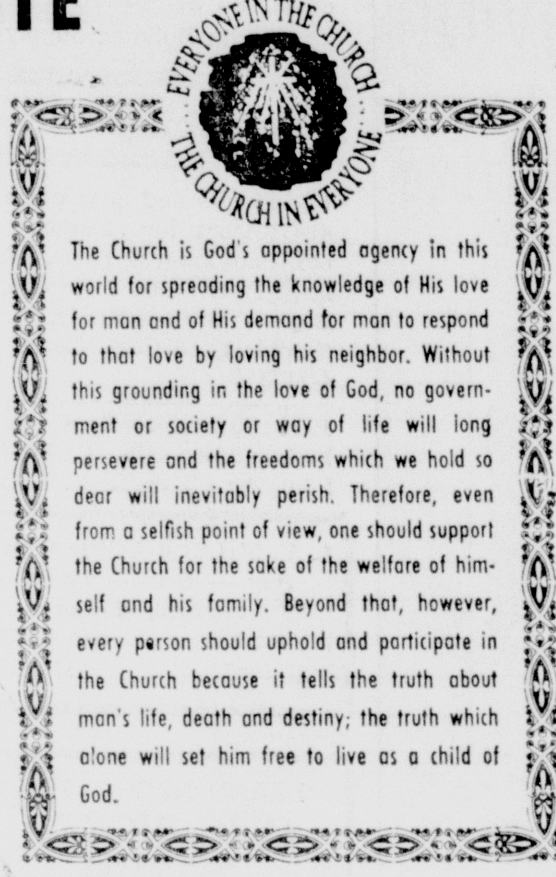 TE
EVERYONE IN THE CHURCH
THE CHURCH IN EVERYONE
The Church is God's appointed agency in this
world for spreading the knowledge of His love
for man and of His demand for man to respond
to that love by loving his neighbor. Without
this grounding in the love of God, no govern-
ment or society or way of life will long
persevere and the freedoms which we hold so
dear will inevitably perish. Therefore, even
from a selfish point of view, one should support
the Church for the sake of the welfare of him-
self and his family. Beyond that, however,
every person should uphold and participate in
the Church because it tells the truth about
man's life, death and destiny; the truth which
alone will set him free to live as a child of
God.